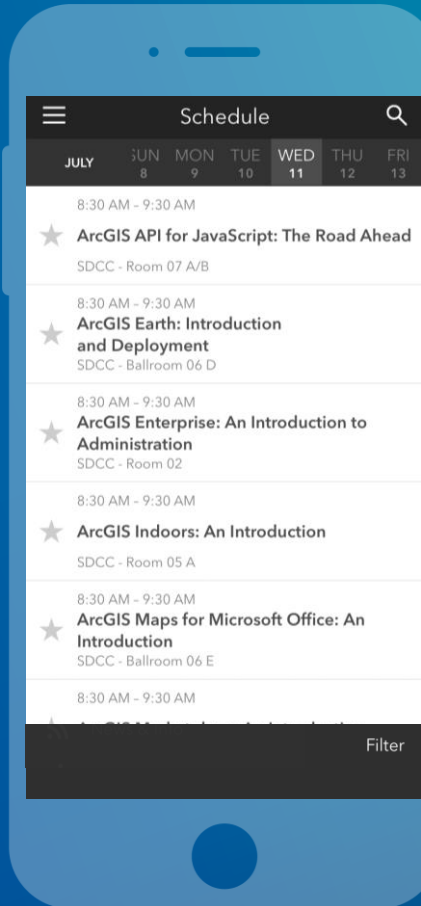 Schedule
JULY SUN MON TUE WED THU FRI
8 9 10 11 12 13
8:30 AM - 9:30 AM
ArcGIS API for JavaScript: The Road Ahead
SDCC - Room 07 A/B
8:30 AM - 9:30 AM
ArcGIS Earth: Introduction
and Deployment
SDCC - Ballroom 06 D
8:30 AM - 9:30 AM
ArcGIS Enterprise: An Introduction to
Administration
SDCC - Room 02
8:30 AM - 9:30 AM
ArcGIS Indoors: An Introduction
SDCC - Room 05 A
8:30 AM - 9:30 AM
ArcGIS Maps for Microsoft Office: An
Introduction
SDCC - Ballroom 06 E
8:30 AM - 9:30 AM
Filter